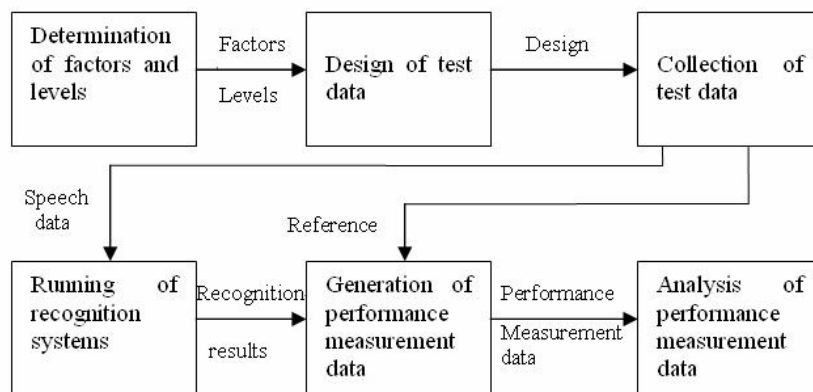 Determination
of factors and
levels
Factors
Levels
Design of test
data
Design
Collection of
test data
Speech
data
Reference
Running of
recognition
systems
Recognition
results
Generation of
performance
measurement
data
Performance
Measurement
data
Analysis of
performance
measurement
data